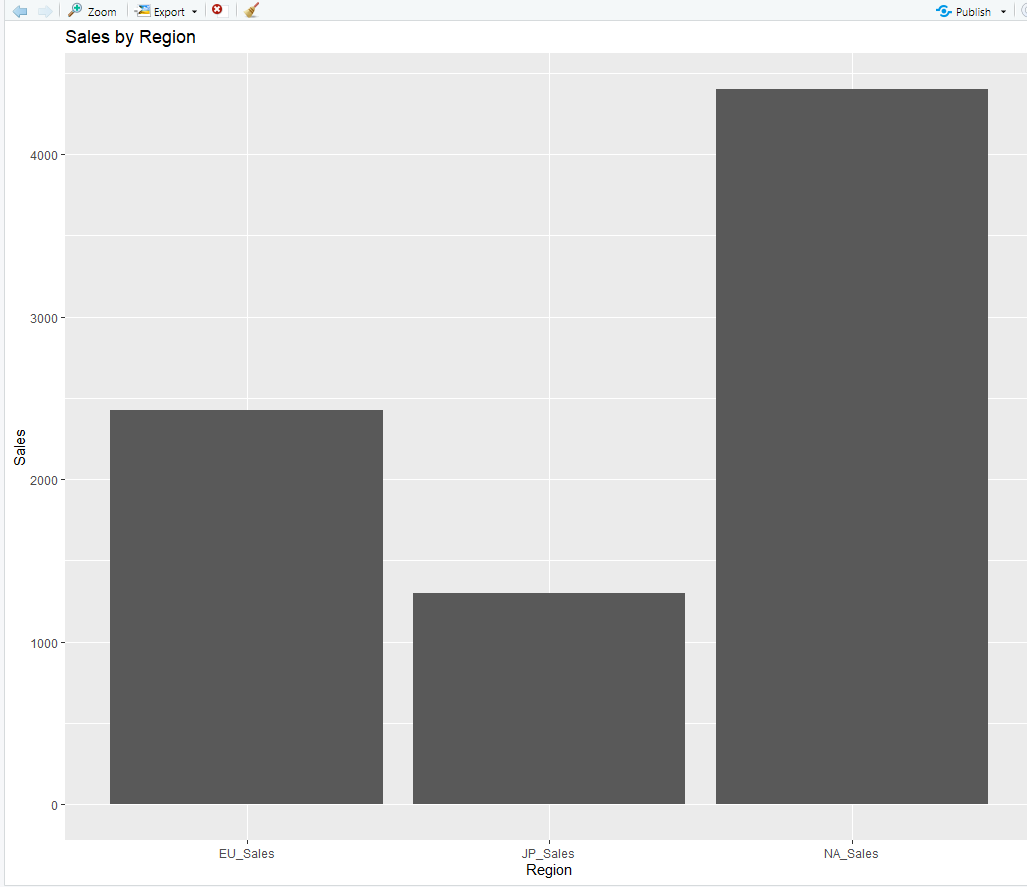 Zoom Export Publish
Sales by Region
4000
3000
2000
1000
0
Sales
EU_Sales JP_Sales NA_Sales
Region